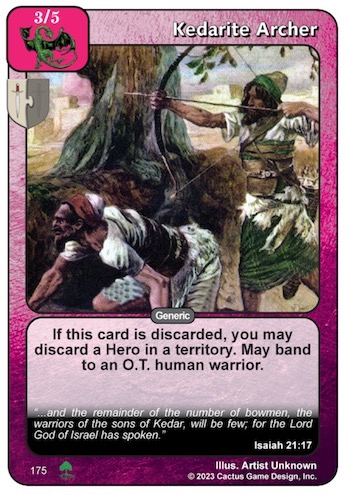 3/5
Kedarite Archer
Generic
If this card is discarded, you may
discard a Hero in a territory. May band
to an O.T. human warrior.
"...and the remainder of the number of bowmen, the
warriors of the sons of Kedar, will be few; for the Lord
God of Israel has spoken."
Isaiah 21:17
Illus. Artist Unknown
175
© 2023 Cactus Game Design, Inc.